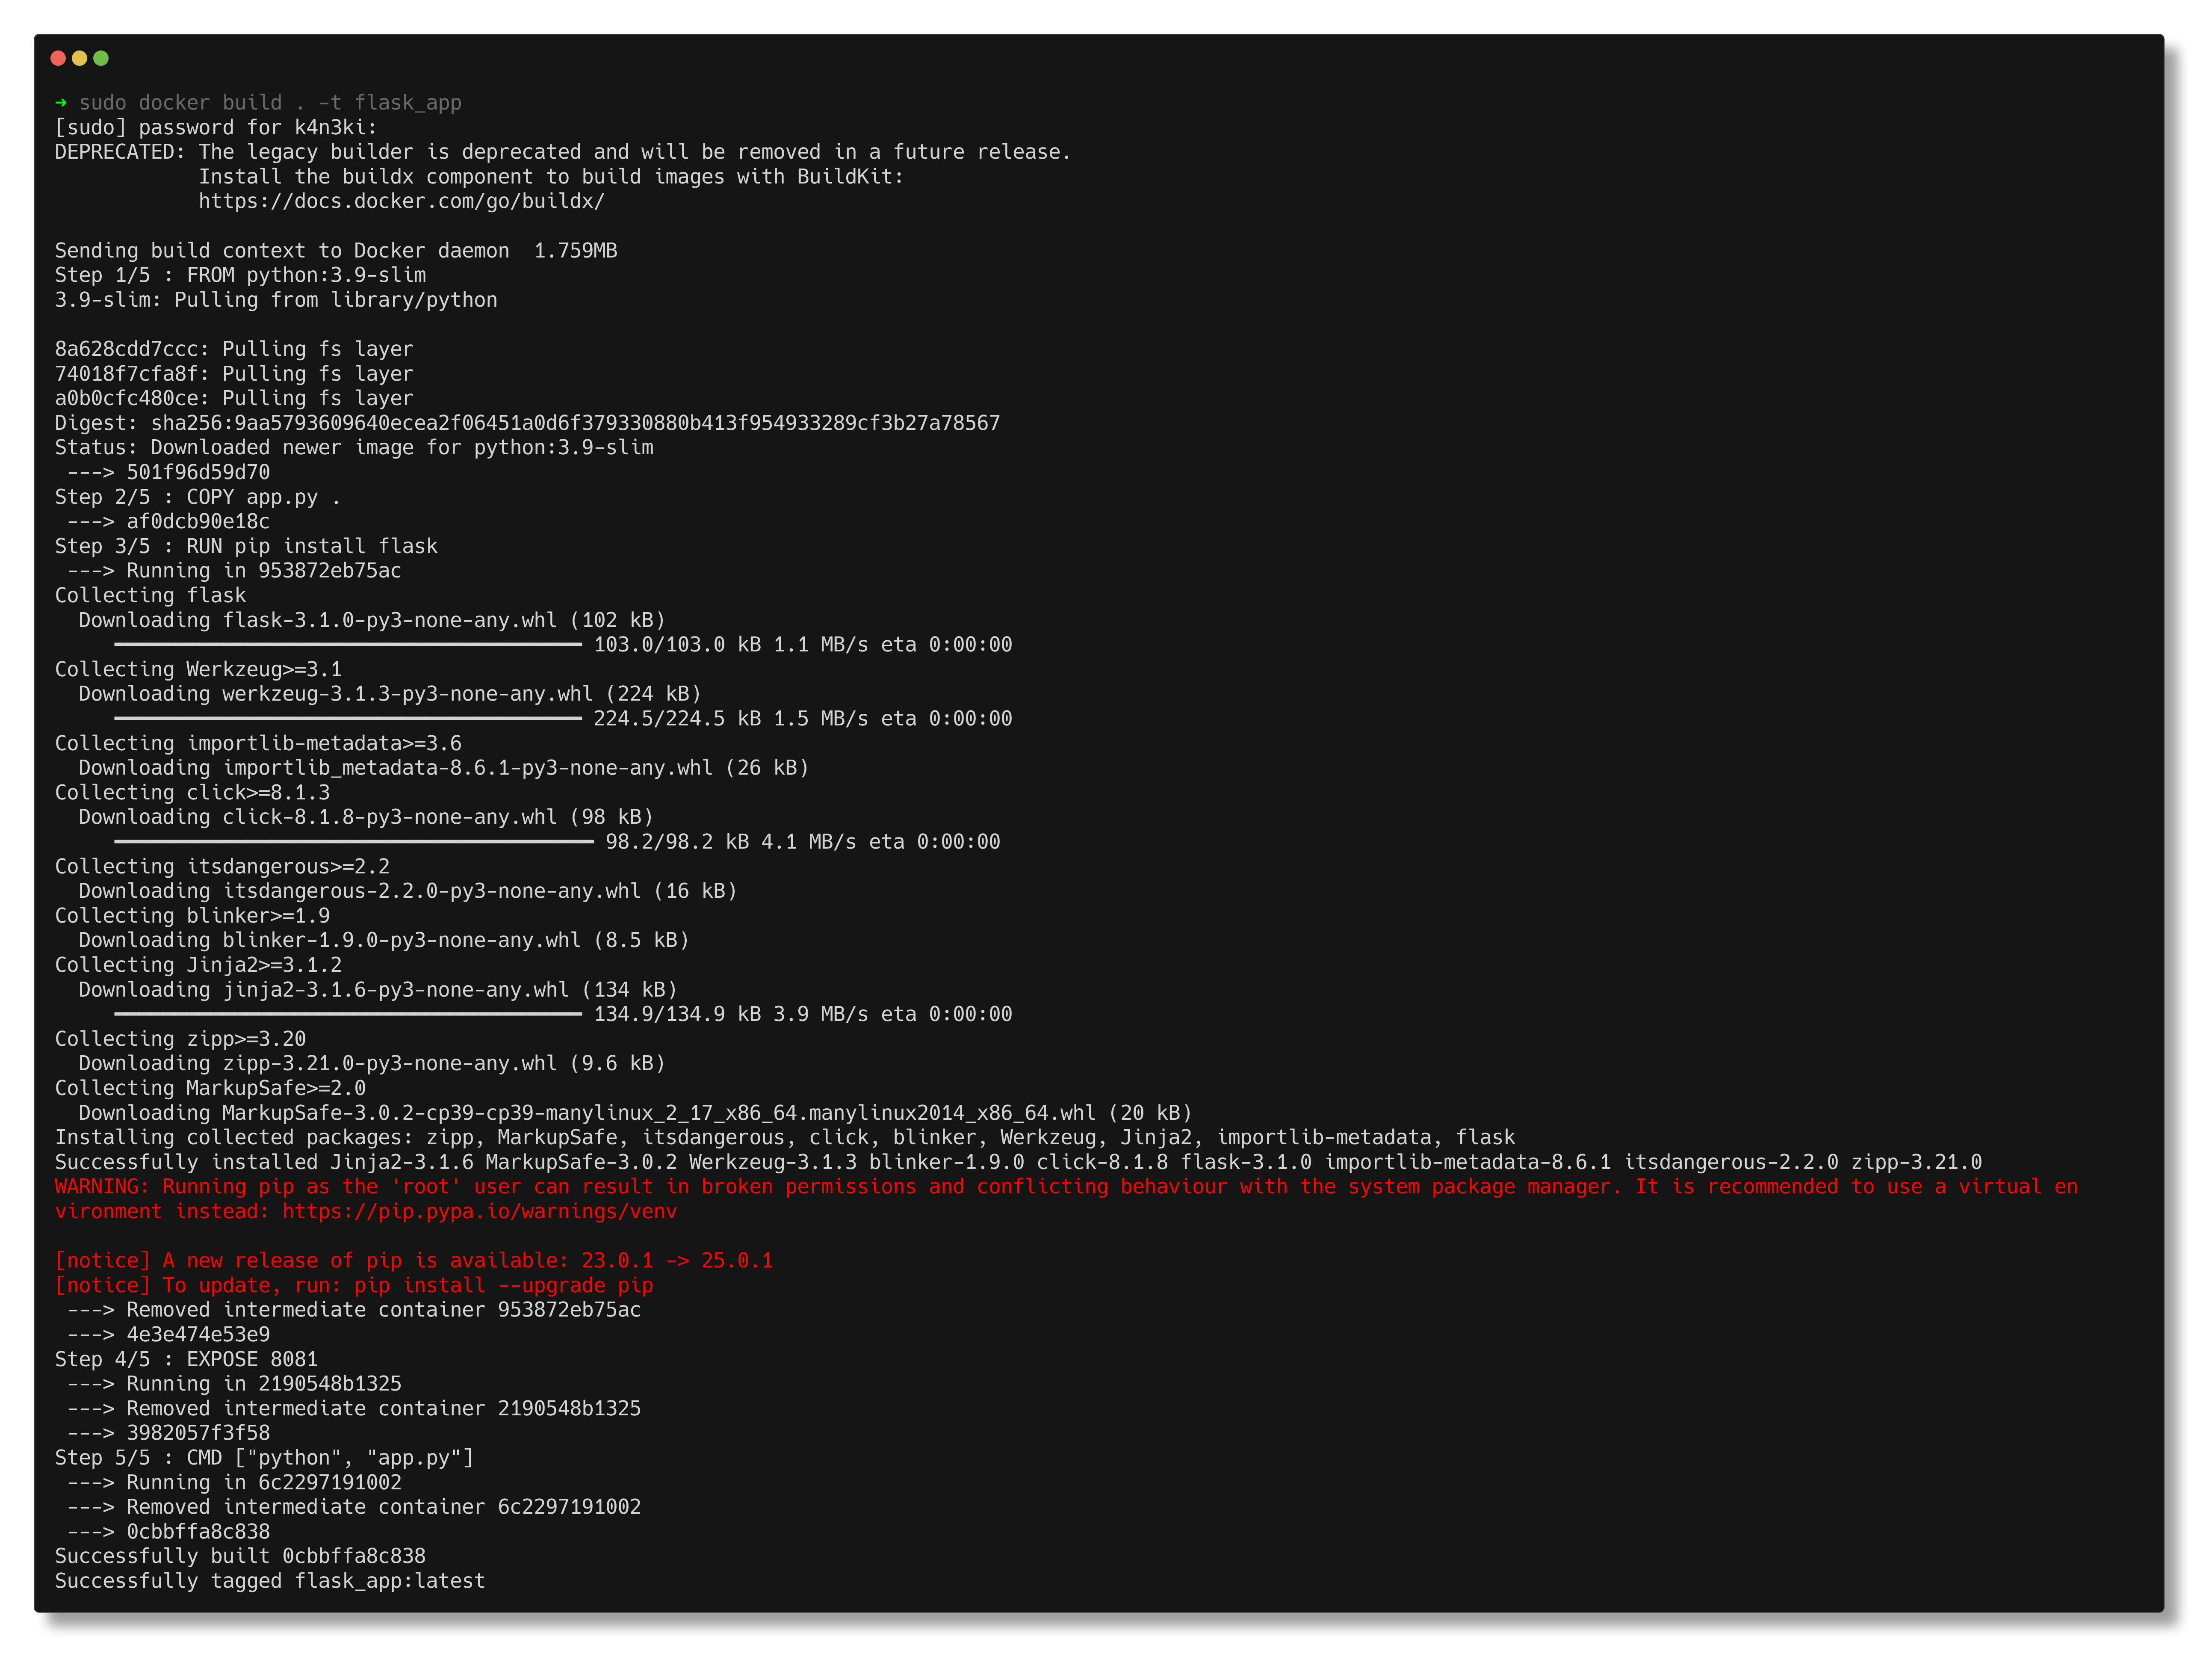 ➜ sudo docker build . -t flask_app
[sudo] password for k4n3ki:
DEPRECATED: The legacy builder is deprecated and will be removed in a future release.
            Install the buildx component to build images with BuildKit:
            https://docs.docker.com/go/buildx/

Sending build context to Docker daemon  1.759MB
Step 1/5 : FROM python:3.9-slim
3.9-slim: Pulling from library/python

8a628cdd7ccc: Pulling fs layer
74018f7cfa8f: Pulling fs layer
a0b0cfc480ce: Pulling fs layer
Digest: sha256:9aa5793609640ecea2f06451a0d6f379330880b413f954933289cf3b27a78567
Status: Downloaded newer image for python:3.9-slim
 ---> 501f96d59d70
Step 2/5 : COPY app.py .
 ---> af0dcb90e18c
Step 3/5 : RUN pip install flask
 ---> Running in 953872eb75ac
Collecting flask
  Downloading flask-3.1.0-py3-none-any.whl (102 kB)
     ━━━━━━━━━━━━━━━━━━━━━━━━━━━━━━━━━━━━━━━ 103.0/103.0 kB 1.1 MB/s eta 0:00:00
Collecting Werkzeug>=3.1
  Downloading werkzeug-3.1.3-py3-none-any.whl (224 kB)
     ━━━━━━━━━━━━━━━━━━━━━━━━━━━━━━━━━━━━━━━ 224.5/224.5 kB 1.5 MB/s eta 0:00:00
Collecting importlib-metadata>=3.6
  Downloading importlib_metadata-8.6.1-py3-none-any.whl (26 kB)
Collecting click>=8.1.3
  Downloading click-8.1.8-py3-none-any.whl (98 kB)
     ━━━━━━━━━━━━━━━━━━━━━━━━━━━━━━━━━━━━━━━━ 98.2/98.2 kB 4.1 MB/s eta 0:00:00
Collecting itsdangerous>=2.2
  Downloading itsdangerous-2.2.0-py3-none-any.whl (16 kB)
Collecting blinker>=1.9
  Downloading blinker-1.9.0-py3-none-any.whl (8.5 kB)
Collecting Jinja2>=3.1.2
  Downloading jinja2-3.1.6-py3-none-any.whl (134 kB)
     ━━━━━━━━━━━━━━━━━━━━━━━━━━━━━━━━━━━━━━━ 134.9/134.9 kB 3.9 MB/s eta 0:00:00
Collecting zipp>=3.20
  Downloading zipp-3.21.0-py3-none-any.whl (9.6 kB)
Collecting MarkupSafe>=2.0
  Downloading MarkupSafe-3.0.2-cp39-cp39-manylinux_2_17_x86_64.manylinux2014_x86_64.whl (20 kB)
Installing collected packages: zipp, MarkupSafe, itsdangerous, click, blinker, Werkzeug, Jinja2, importlib-metadata, flask
Successfully installed Jinja2-3.1.6 MarkupSafe-3.0.2 Werkzeug-3.1.3 blinker-1.9.0 click-8.1.8 flask-3.1.0 importlib-metadata-8.6.1 itsdangerous-2.2.0 zipp-3.21.0
WARNING: Running pip as the 'root' user can result in broken permissions and conflicting behaviour with the system package manager. It is recommended to use a virtual en
vironment instead: https://pip.pypa.io/warnings/venv

[notice] A new release of pip is available: 23.0.1 -> 25.0.1
[notice] To update, run: pip install --upgrade pip
 ---> Removed intermediate container 953872eb75ac
 ---> 4e3e474e53e9
Step 4/5 : EXPOSE 8081
 ---> Running in 2190548b1325
 ---> Removed intermediate container 2190548b1325
 ---> 3982057f3f58
Step 5/5 : CMD ["python", "app.py"]
 ---> Running in 6c2297191002
 ---> Removed intermediate container 6c2297191002
 ---> 0cbbffa8c838
Successfully built 0cbbffa8c838
Successfully tagged flask_app:latest